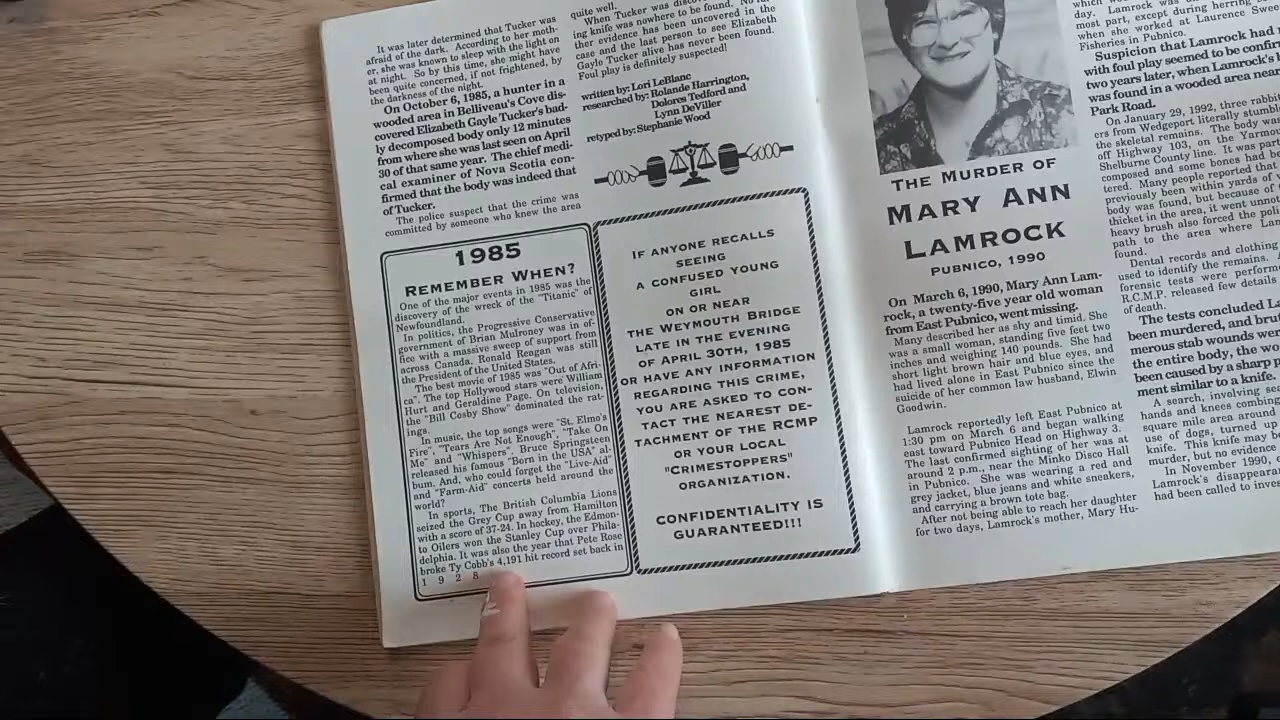 It was later determined that Tucker was
afraid of the dark. According to her moth-
er, she was known to sleep with the light on
at night. So by this time, she might have
been quite concerned, if not frightened, by
the darkness of the night.
On October 6, 1985, a hunter in a
wooded area in Belliveau's Cove dis-
covered Elizabeth Gayle Tucker's bad-
ly decomposed body only 12 minutes
from where she was last seen on April
30 of that same year. The chief medi-
cal examiner of Nova Scotia con-
firmed that the body was indeed that
of Tucker.
The police suspect that the crime was
committed by someone who knew the area
quite well.
When Tucker was
ing knife was nowhere to be found.
ther evidence has been uncovered in the
case and the last person to see Elizabeth
Gayle Tucker alive has never been found.
Foul play is definitely suspected!
written by: Lori LeBlanc
researched by: Rolande Harrington,
Dolores Tedford and
Lynn DeViller
retyped by: Stephanie Wood
1985
REMEMBER WHEN?
One of the major events in 1985 was the
discovery of the wreck of the "Titanic" of
Newfoundland.
In politics, the Progressive Conservative
government of Brian Mulroney was in of-
fice with a massive sweep of support from
across Canada. Ronald Reagan was still
the President of the United States.
The best movie of 1985 was "Out of Afri-
ca". The top Hollywood stars were William
Hurt and Geraldine Page. On television,
the "Bill Cosby Show" dominated the rat-
ings.
In music, the top songs were "St. Elmo's
Fire", "Tears Are Not Enough", "Take On
Me" and "Whispers". Bruce Springsteen
released his famous "Born in the USA" al-
bum. And, who could forget the "Live-Aid"
and "Farm-Aid" concerts held around the
world?
In sports, The British Columbia Lions
seized the Grey Cup away from Hamilton
with a score of 37-24. In hockey, the Edmon-
to Oilers won the Stanley Cup over Phila-
delphia. It was also the year that Pete Rose
broke Ty Cobb's 4,191 hit record set back in
1 9 2 8
IF ANYONE RECALLS
SEEING
A CONFUSED YOUNG
GIRL
ON OR NEAR
THE WEYMOUTH BRIDGE
LATE IN THE EVENING
OF APRIL 30TH, 1985
OR HAVE ANY INFORMATION
REGARDING THIS CRIME,
YOU ARE ASKED TO CON-
TACT THE NEAREST DE-
TACHMENT OF THE RCMP
OR YOUR LOCAL
"CRIMESTOPPERS"
ORGANIZATION.
CONFIDENTIALITY IS
GUARANTEED!!!
THE MURDER OF
MARY ANN
LAMROCK
PUBNICO, 1990
On March 6, 1990, Mary Ann Lam-
rock, a twenty-five year old woman
from East Pubnico, went missing.
Many described her as shy and timid. She
was a small woman, standing five feet two
inches and weighing 140 pounds. She had
short light brown hair and blue eyes, and
had lived alone in East Pubnico since the
suicide of her common law husband, Elwin
Goodwin.
Lamrock reportedly left East Pubnico at
1:30 pm on March 6 and began walking
east toward Pubnico Head on Highway 3.
The last confirmed sighting of her was at
around 2 p.m., near the Minko Disco Hall
in Pubnico. She was wearing a red and
grey jacket, blue jeans and white sneakers,
and carrying a brown tote bag.
After not being able to reach her daughter
for two days, Lamrock's mother, Mary Hu-
which
day. Lamrock was
most part, except during herring
when she worked at Laurence Swee
Fisheries in Pubnico.
Suspicion that Lamrock had
with foul play seemed to be confir
two years later, when Lamrock's
was found in a wooded area near
Park Road.
On January 29, 1992, three rabbit
ers from Wedgeport literally stumble
the skeletal remains. The body was
off Highway 103, on the Yarmo
Shelburne County line. It was part
composed and some bones had be
tered. Many people reported that
previously been within yards of
body was found, but because of
thicket in the area, it went unno
heavy brush also forced the poli
path to the area where Lam
Dental records and clothing
used to identify the remains. A
forensic tests were perform
R.C.M.P. released few details
of death.
The tests concluded La
been murdered, and brut
merous stab wounds we
the entire body, the wo
been caused by a sharp
ment similar to a knife.
A search, involving se
hands and knees combing
square mile area around
use of dogs, turned up
knife. This knife may b
murder, but no evidence
In November 1990,
Lamrock's disappearan
had been called to inves